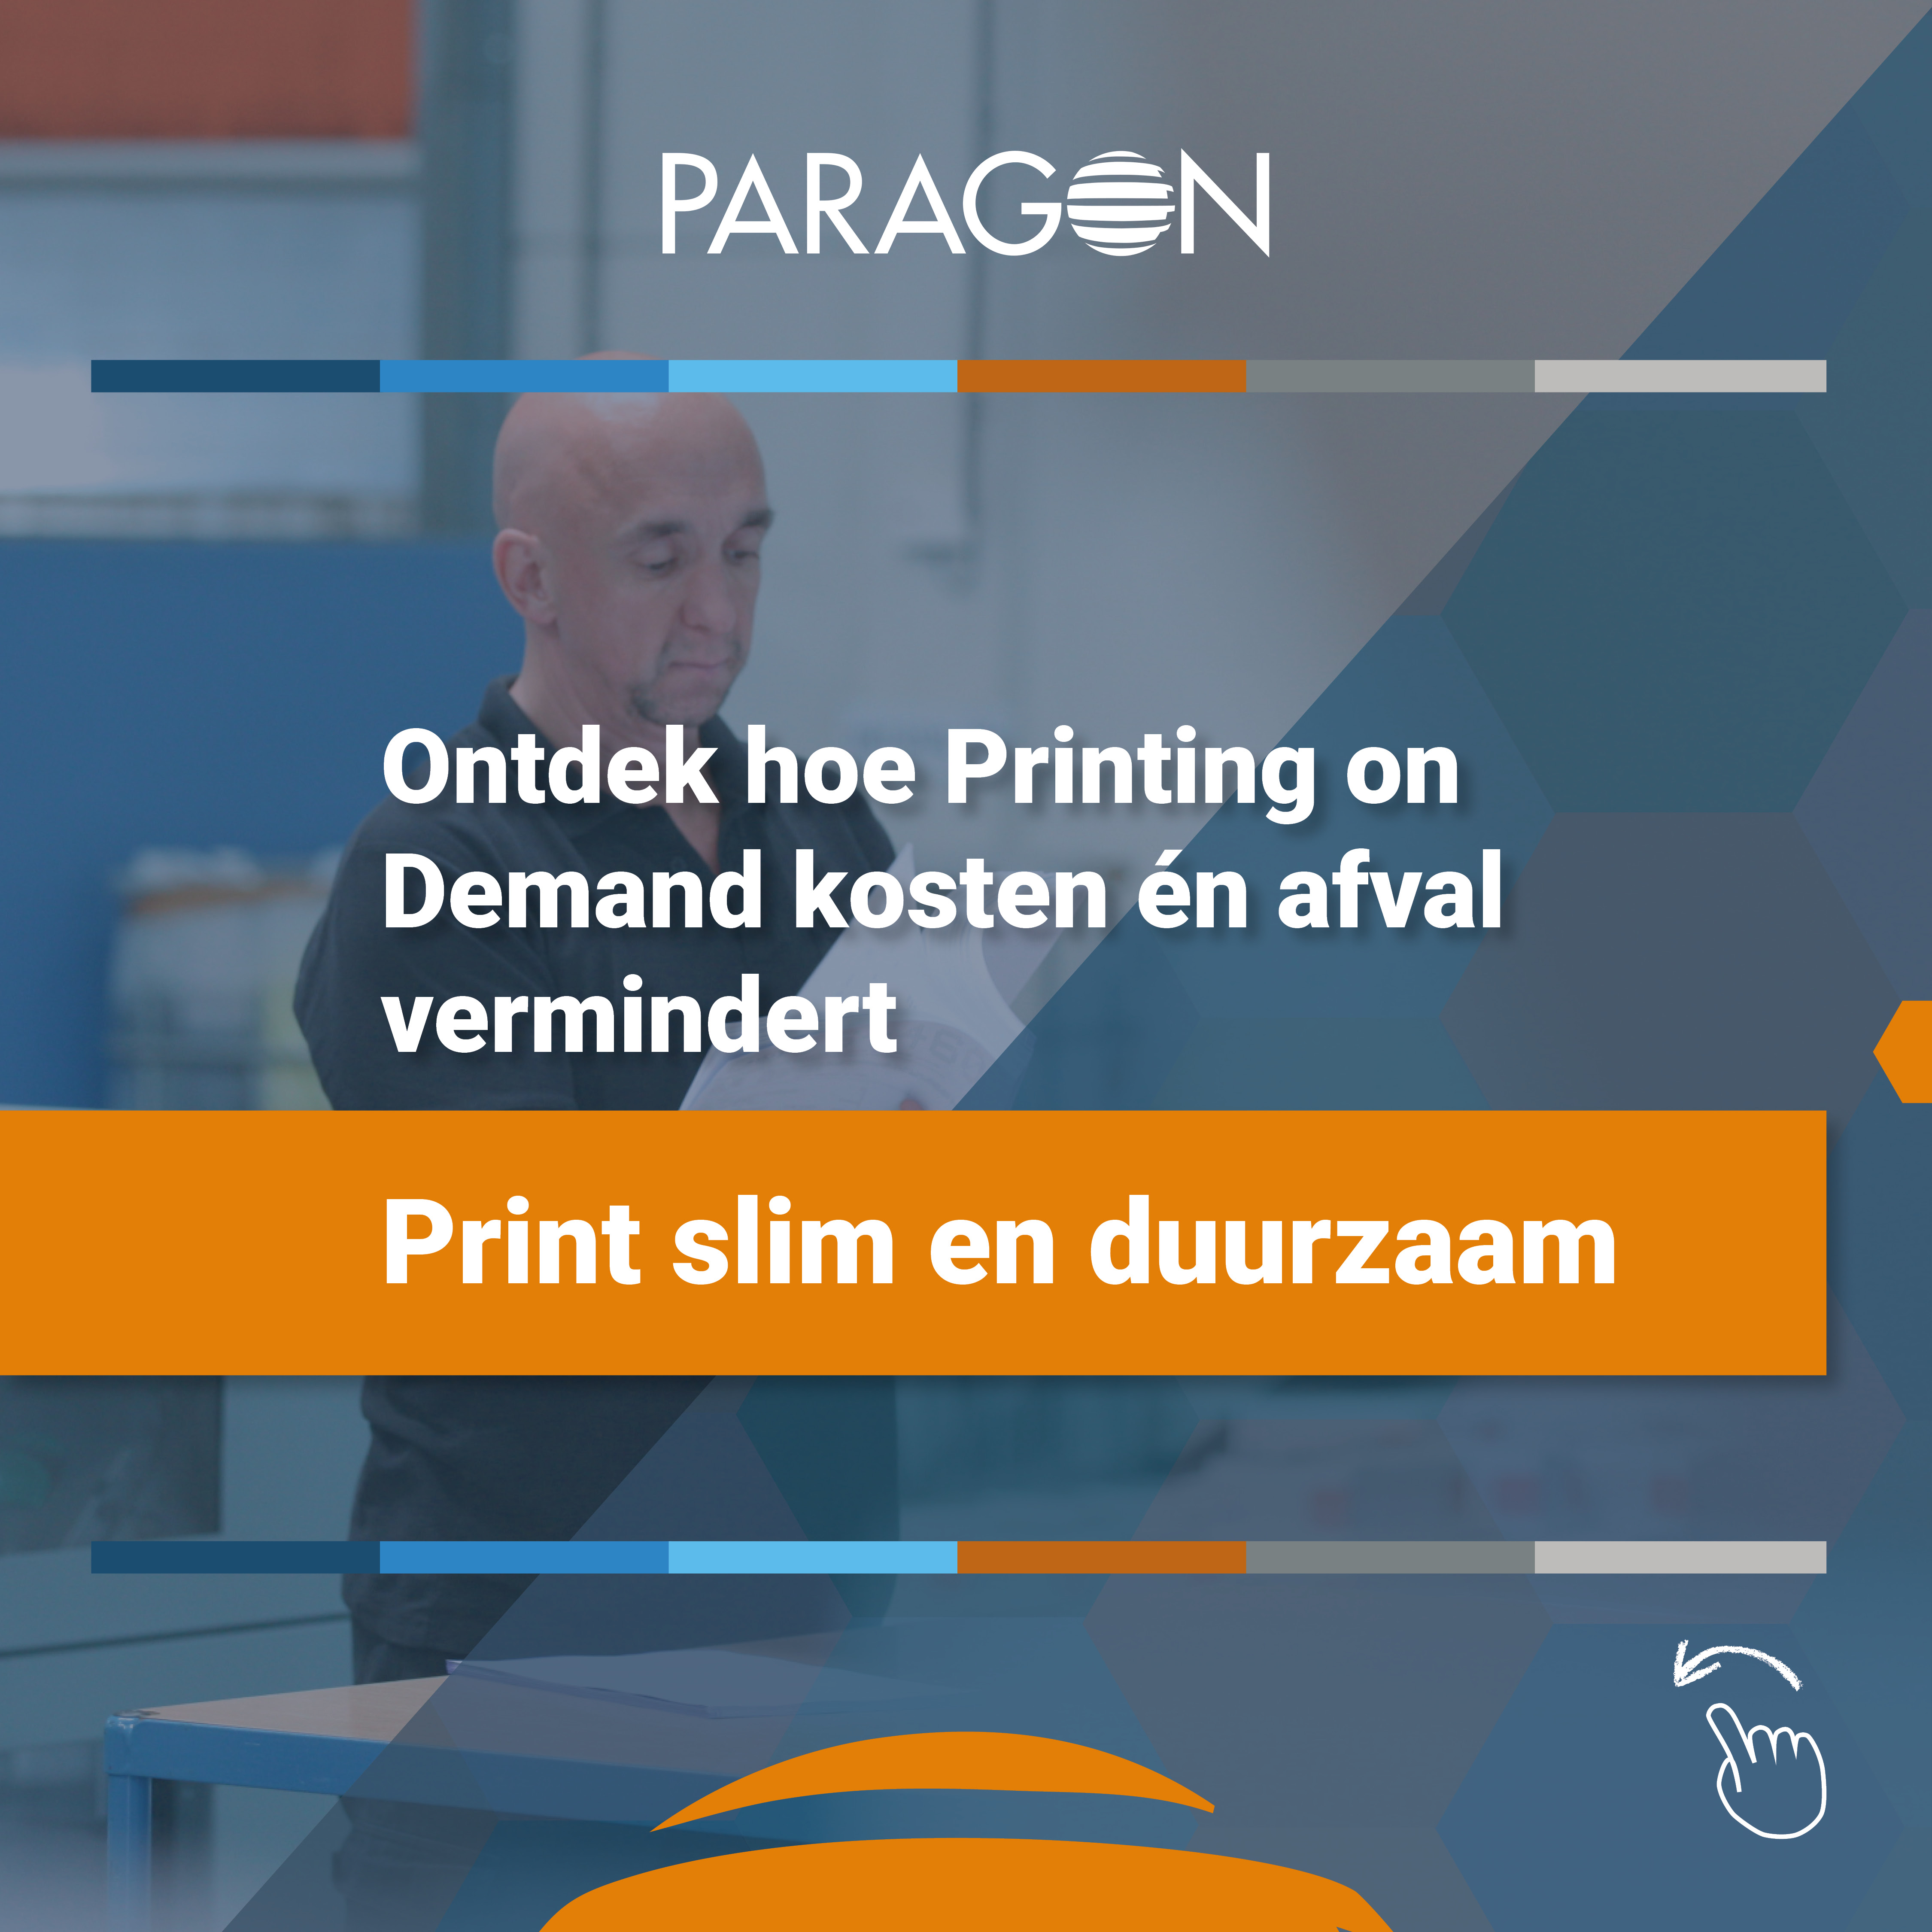 PARAGON
Ontdek hoe Printing on
Demand kosten én afval
vermindert
Print slim en duurzaam